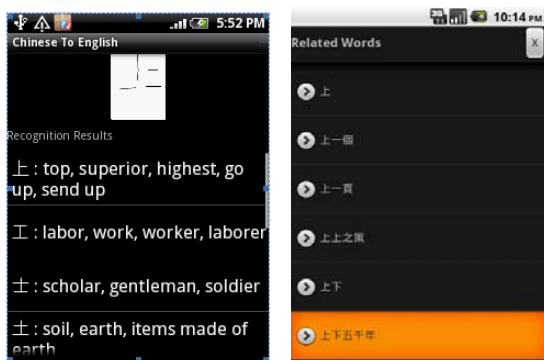 5:52 PM
Chinese To English
Recognition Results
上 : top, superior, highest, go
up, send up
工 : labor, work, worker, laborer
士 : scholar, gentleman, soldier
土 : soil, earth, items made of
earth
10:14 PM
Related Words
X
上
上一個
上一頁
上上之策
上下
上下五千年